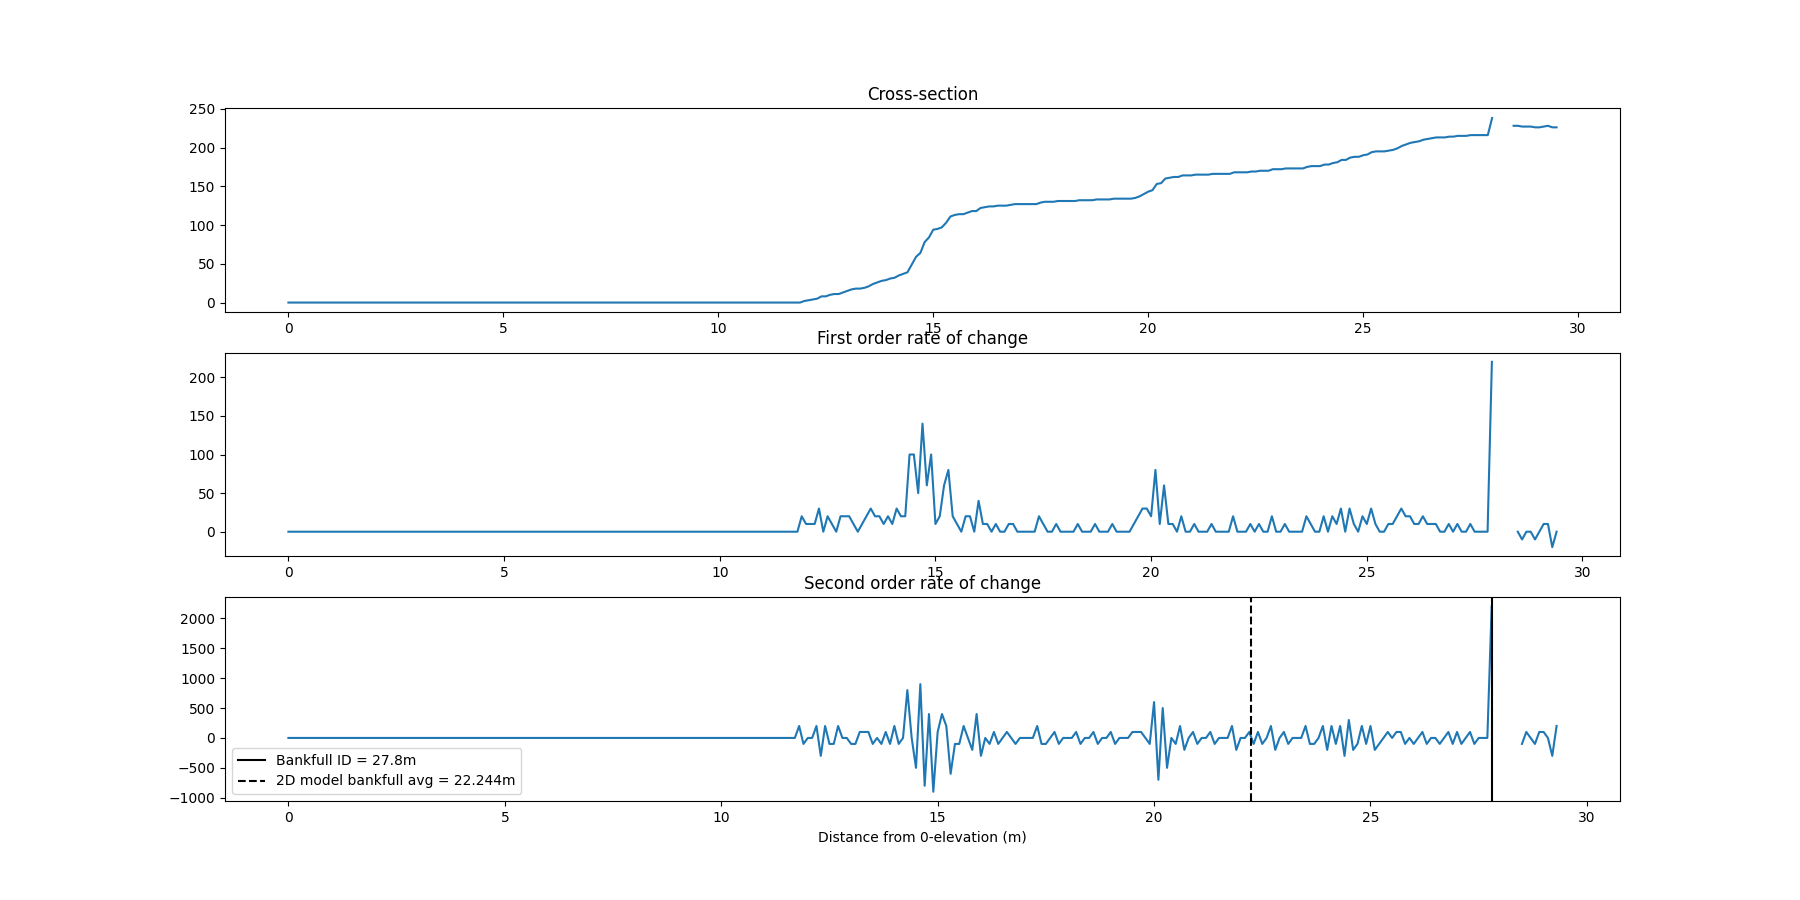 Cross-section
250
200
150
100
50
0
0 5 10 15 20 25 30
First order rate of change
200
150
100
50
0
0 5 10 15 20 25 30
Second order rate of change
2000
1500
1000
500
0
−500
−1000
Bankfull ID = 27.8m
2D model bankfull avg = 22.244m
0 5 10 15 20 25 30
Distance from 0-elevation (m)